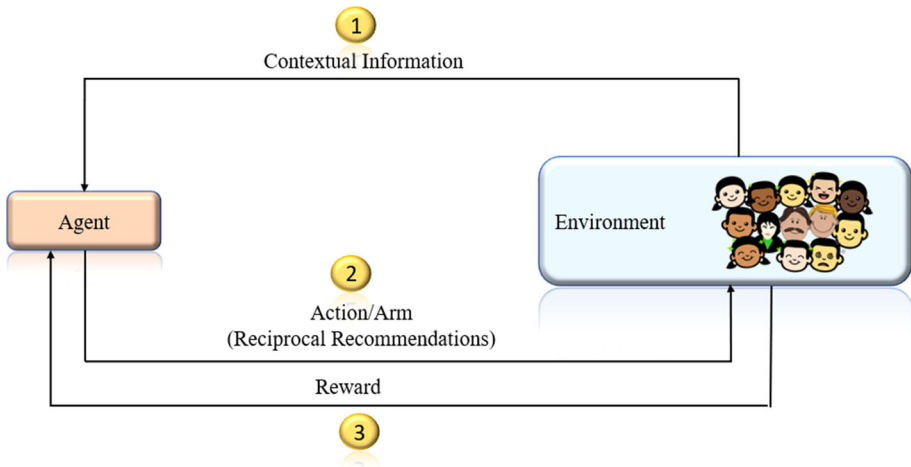 1
Contextual Information
Agent
Environment
2
Action/Arm
(Reciprocal Recommendations)
Reward
3